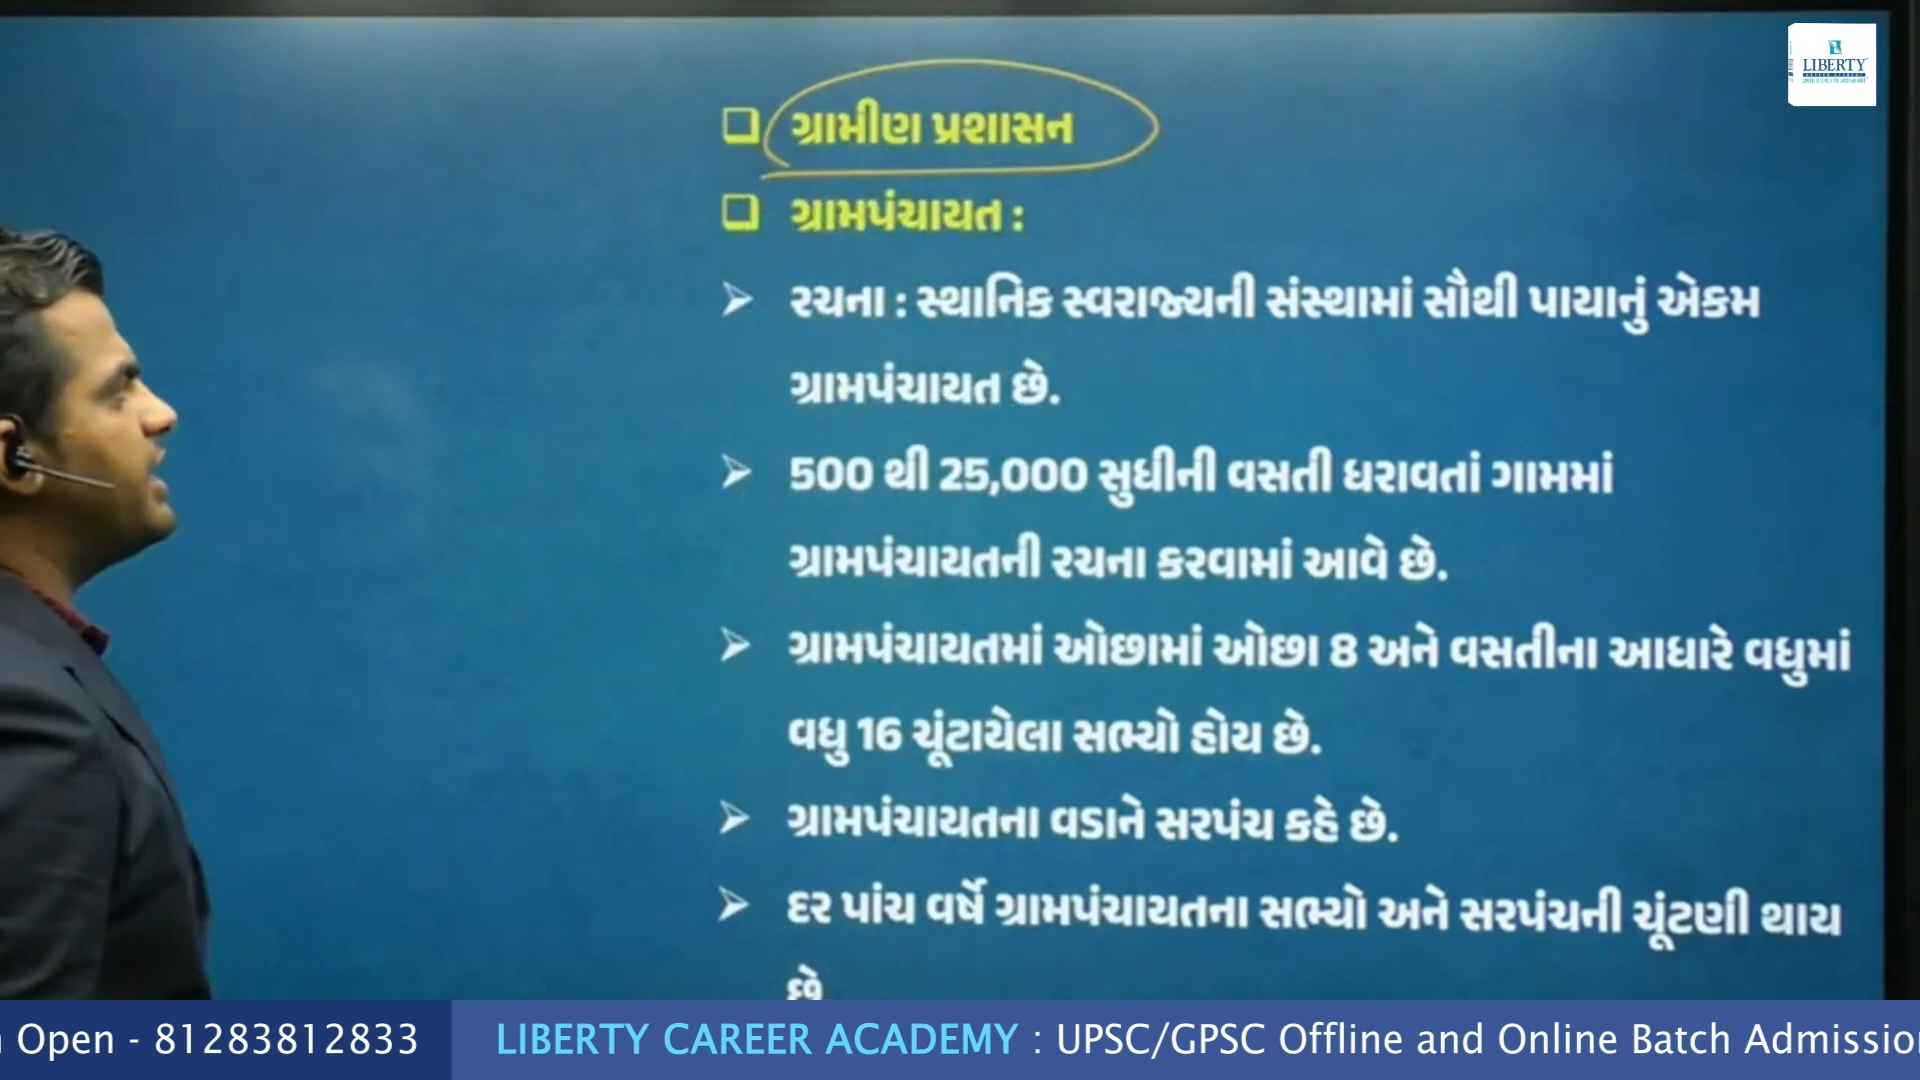 LIBERTY
ગ્રામીણ પ્રશાસન
ગ્રામપંચાયત :
રચના : સ્થાનિક સ્વરાજ્યની સંસ્થામાં સૌથી પાયાનું એકમ
ગ્રામપંચાયત છે.
500 થી 25,000 સુધીની વસતી ધરાવતાં ગામમાં
ગ્રામપંચાયતની રચના કરવામાં આવે છે.
ગ્રામપંચાયતમાં ઓછામાં ઓછા 8 અને વસતીના આધારે વધુમાં
વધુ 16 ચૂંટાયેલા સભ્યો હોય છે.
ગ્રામપંચાયતના વડાને સરપંચ કહે છે.
દર પાંચ વર્ષે ગ્રામપંચાયતના સભ્યો અને સરપંચની ચૂંટણી થાય
છે
Open - 81283812833 LIBERTY CAREER ACADEMY : UPSC/GPSC Offline and Online Batch Admission